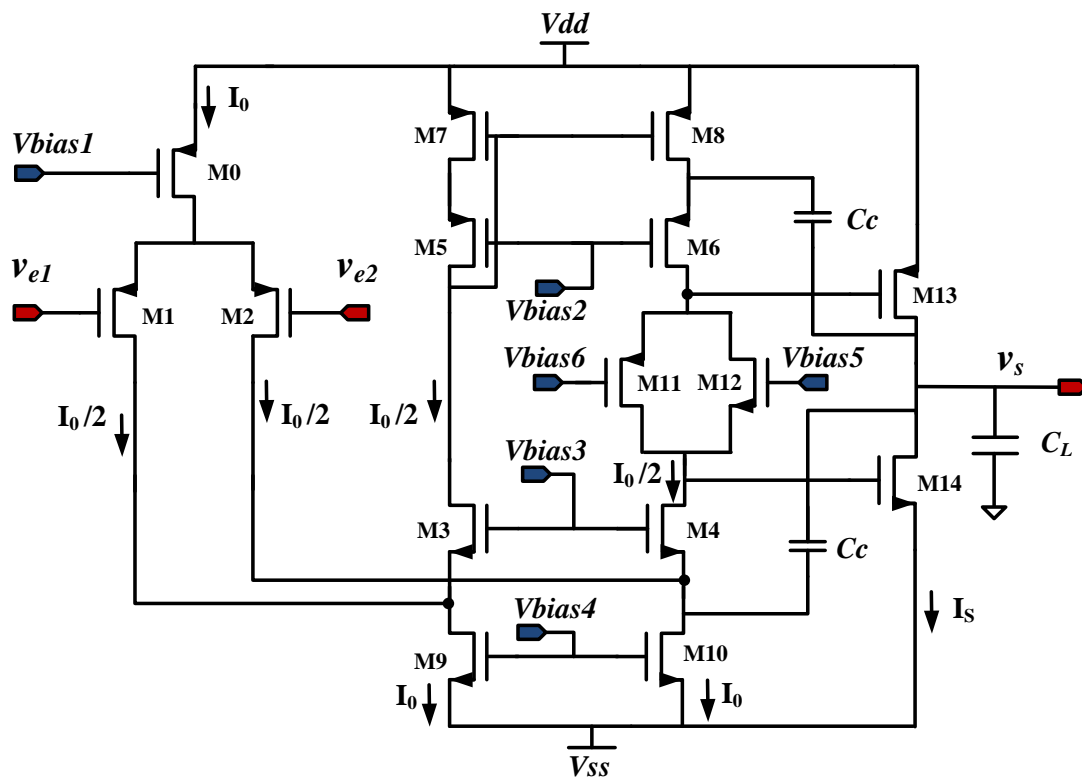 Vdd
I₀
M7
M8
Vbias1
M0
Cc
M5
M6
vₑ₁
vₑ₂
M13
Vbias2
M1
M2
Vbias6
Vbias5
vₛ
M11
M12
I₀/2
I₀/2
I₀/2
Vbias3
I₀/2
C_L
M14
M3
M4
Cc
Vbias4
I_S
M9
M10
I₀
I₀
Vss